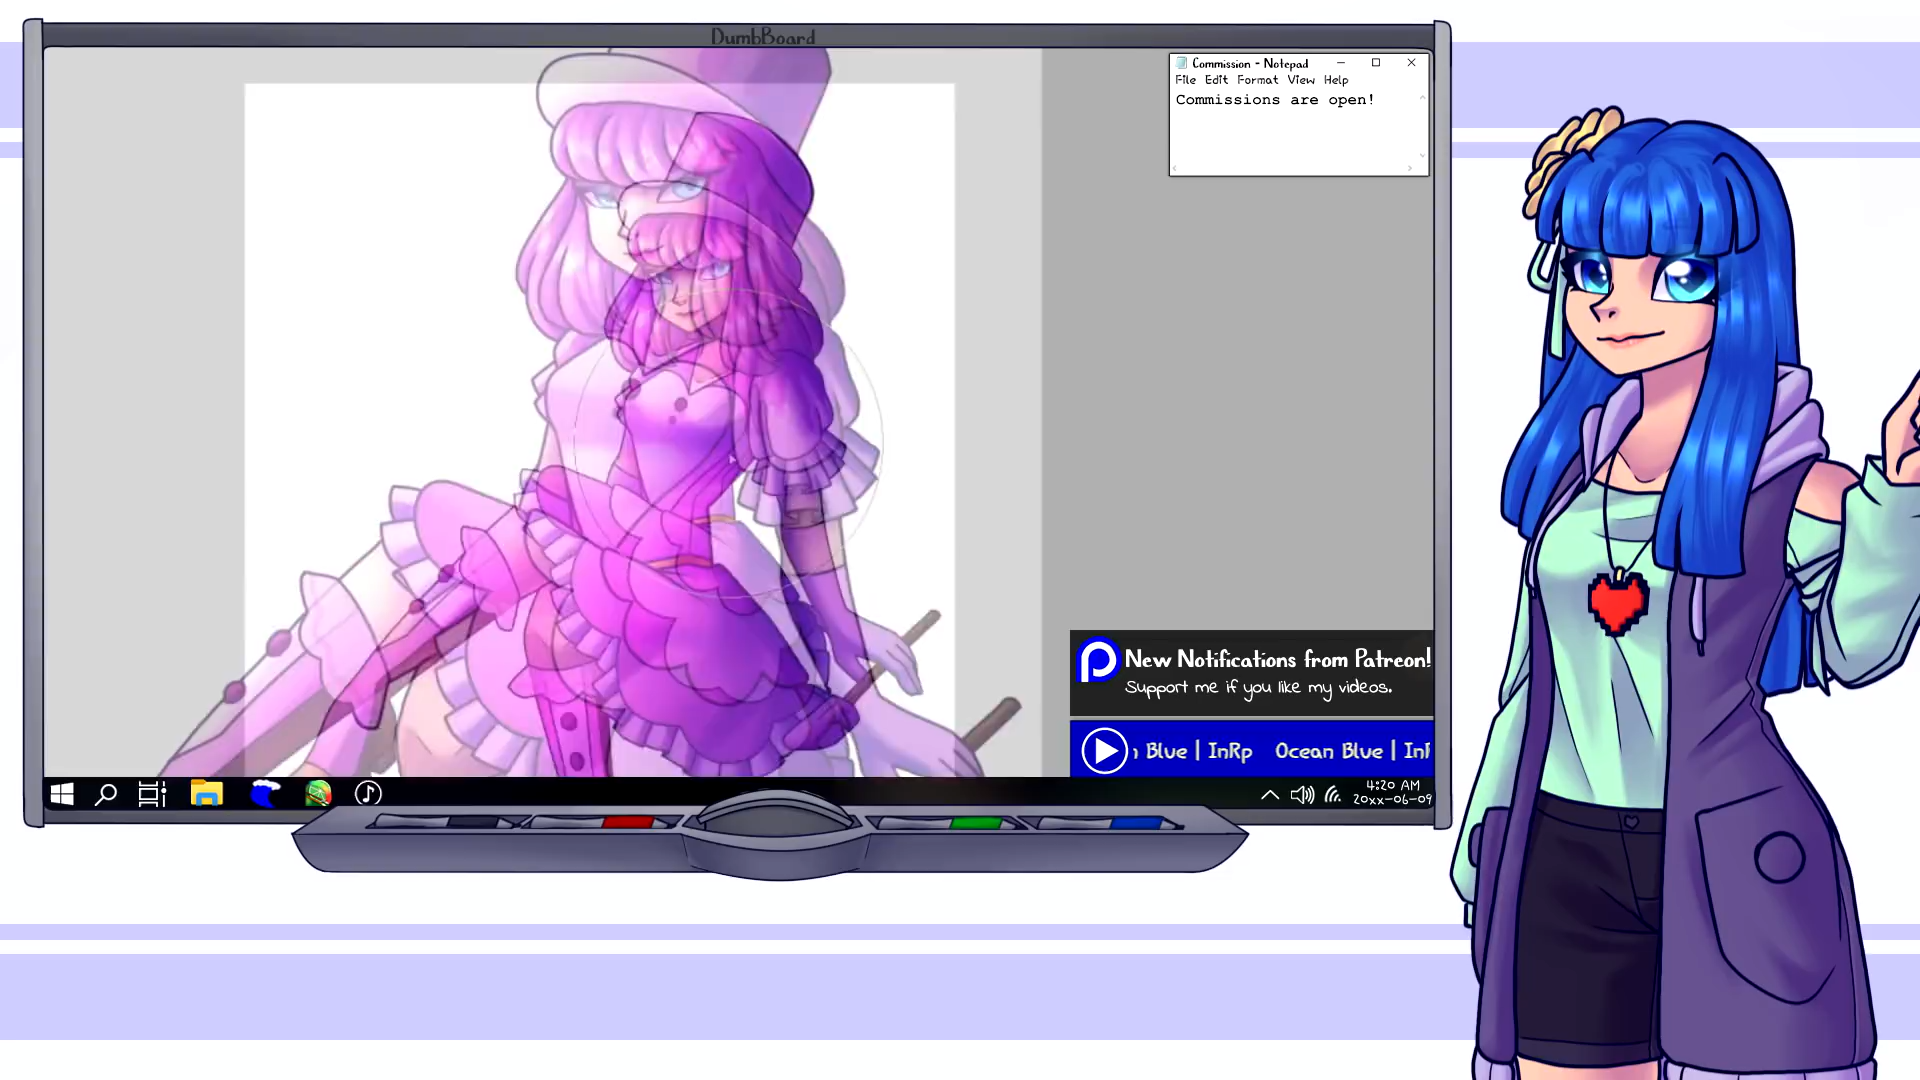 DumbBoard
Commission - Notepad
File Edit Format View Help
Commissions are open!
New Notifications from Patreon!
Support me if you like my videos.
Blue | InRp Ocean Blue | InR
4:20 AM
20xx-06-09